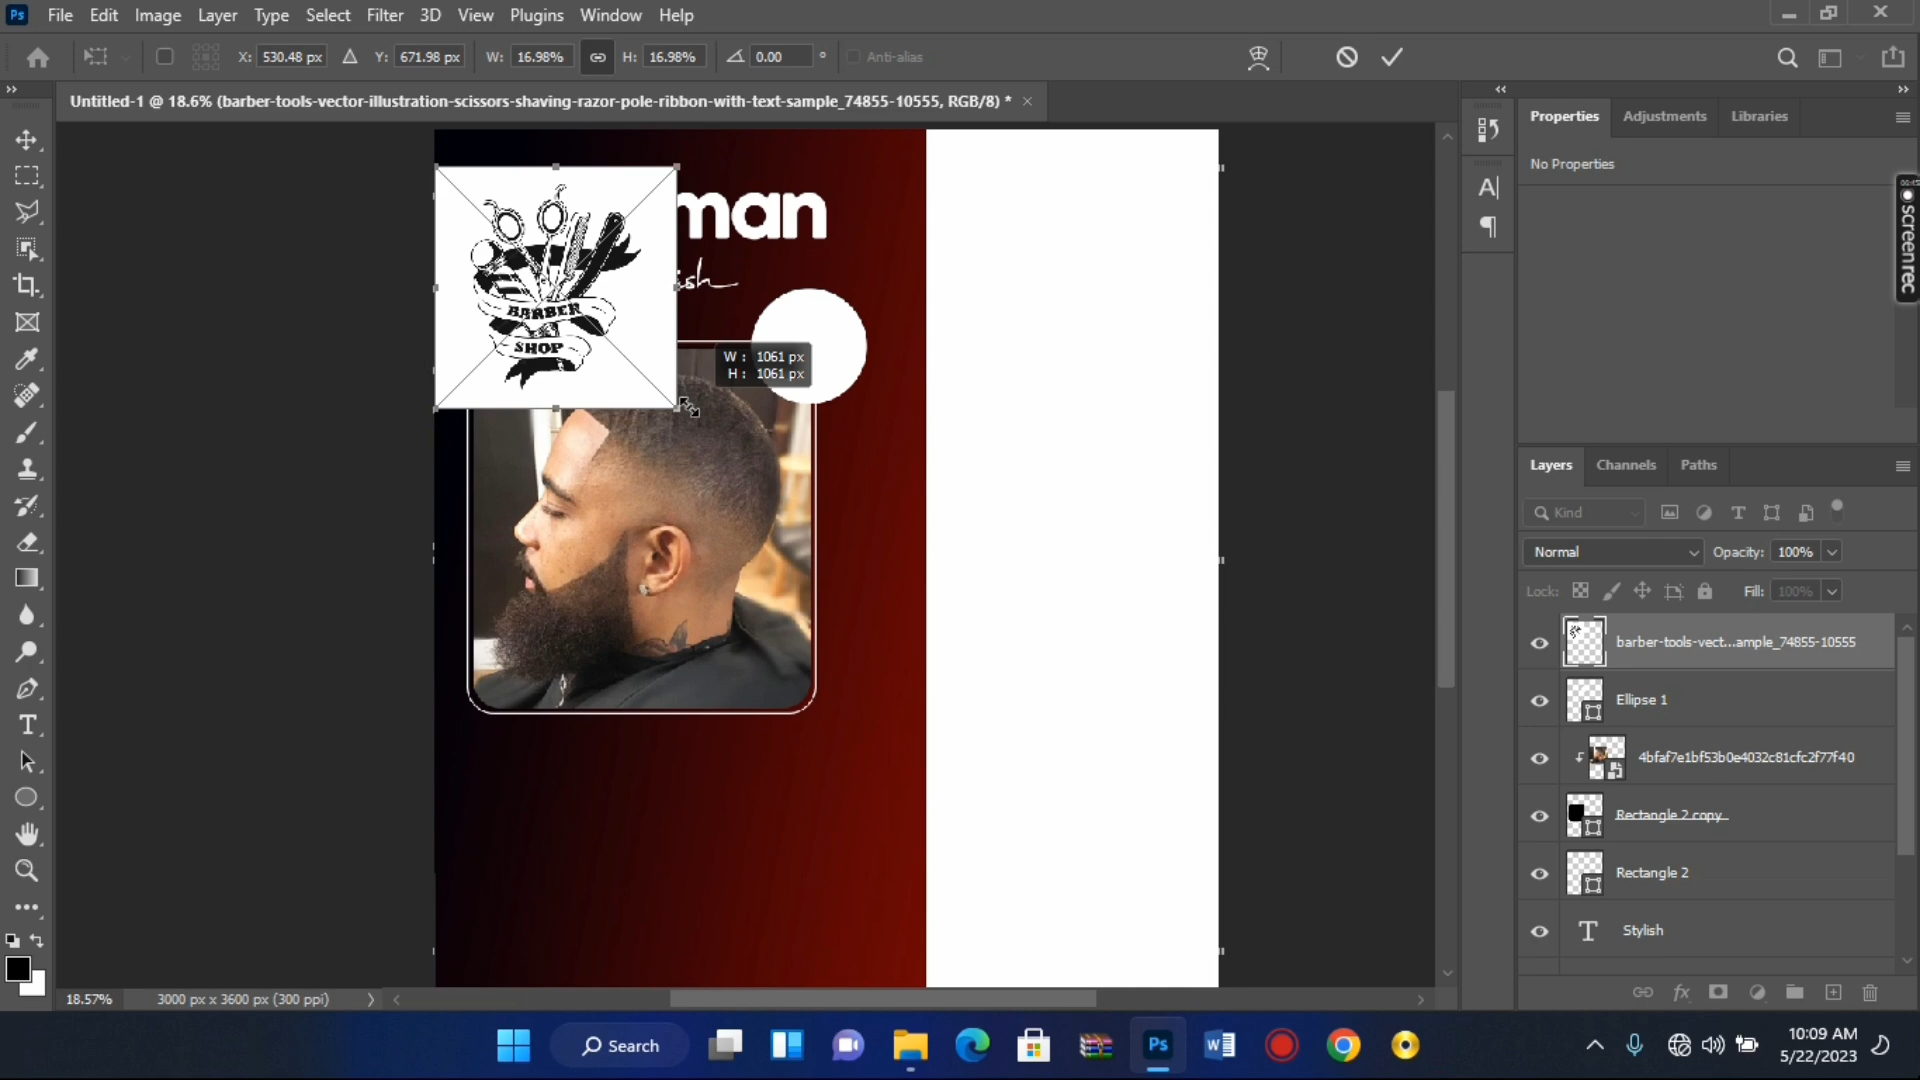 File Edit Image Layer Type Select Filter 3D View Plugins Window Help
X: 530.48 px Y: 671.98 px W: 16.98% H: 16.98% 0.00 ° Anti-alias
Untitled-1 @ 18.6% (barber-tools-vector-illustration-scissors-shaving-razor-pole-ribbon-with-text-sample_74855-10555, RGB/8) *
Properties Adjustments Libraries
No Properties
screenrec
man
ish
BARBER
SHOP
W : 1061 px
H : 1061 px
Layers Channels Paths
Kind
Normal Opacity: 100%
Lock: Fill: 100%
barber-tools-vect...ample_74855-10555
Ellipse 1
4bfaf7e1bf53b0e4032c81cfc2f77f40
Rectangle 2 copy
Rectangle 2
Stylish
18.57% 3000 px x 3600 px (300 ppi)
Search
10:09 AM
5/22/2023